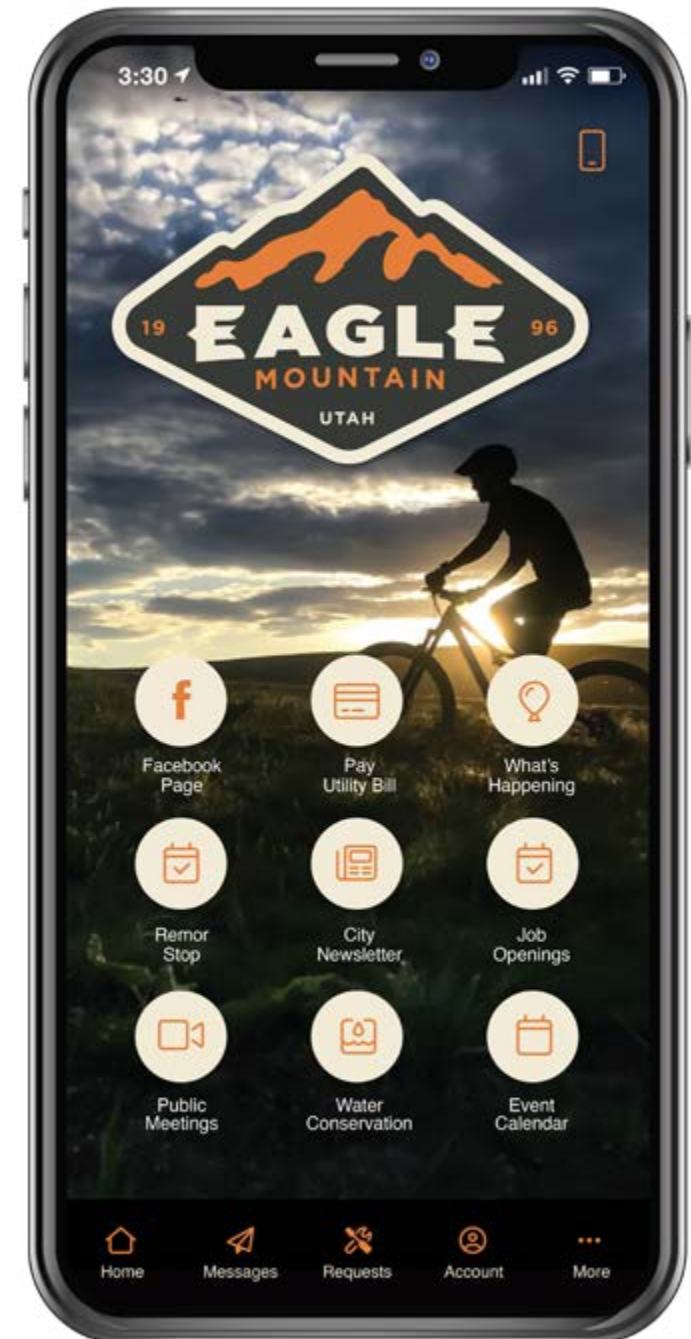 3:30
19
EAGLE
96
MOUNTAIN
UTAH
f
Facebook
Page
Pay
Utility Bill
What's
Happening
Remor
Stop
City
Newsletter
Job
Openings
Public
Meetings
Water
Conservation
Event
Calendar
Home
Messages
Requests
Account
More